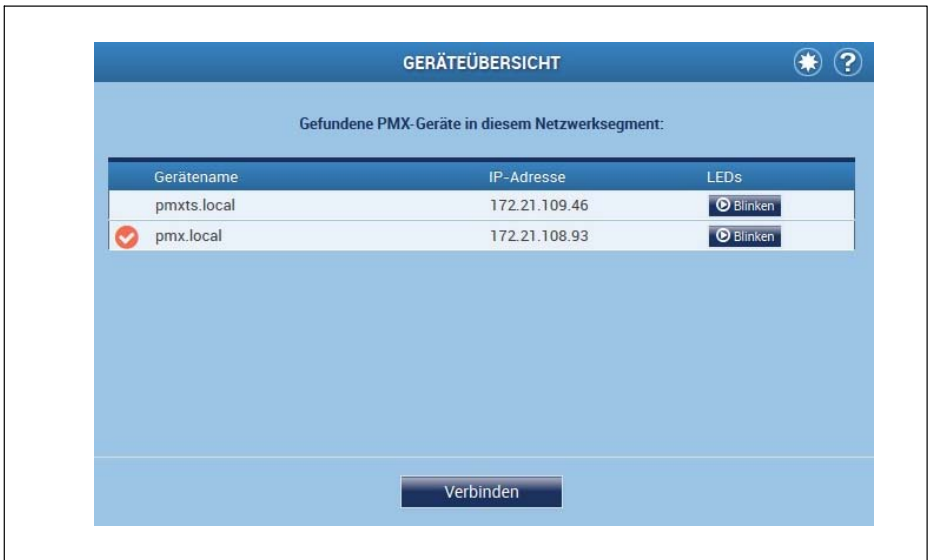 GERÄTEÜBERSICHT ?
Gefundene PMX-Geräte in diesem Netzwerksegment:
Gerätename IP-Adresse LEDs
pmxts.local 172.21.109.46 Blinken
pmx.local 172.21.108.93 Blinken
Verbinden